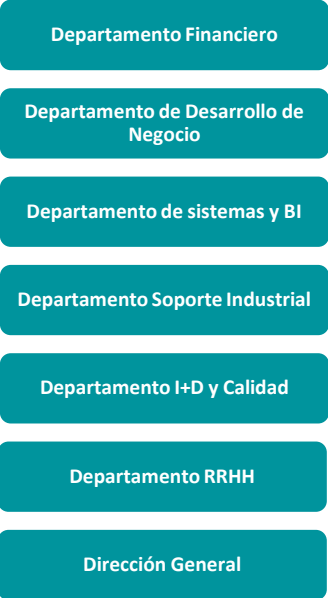 Departamento Financiero
Departamento de Desarrollo de
Negocio
Departamento de sistemas y BI
Departamento Soporte Industrial
Departamento I+D y Calidad
Departamento RRHH
Dirección General